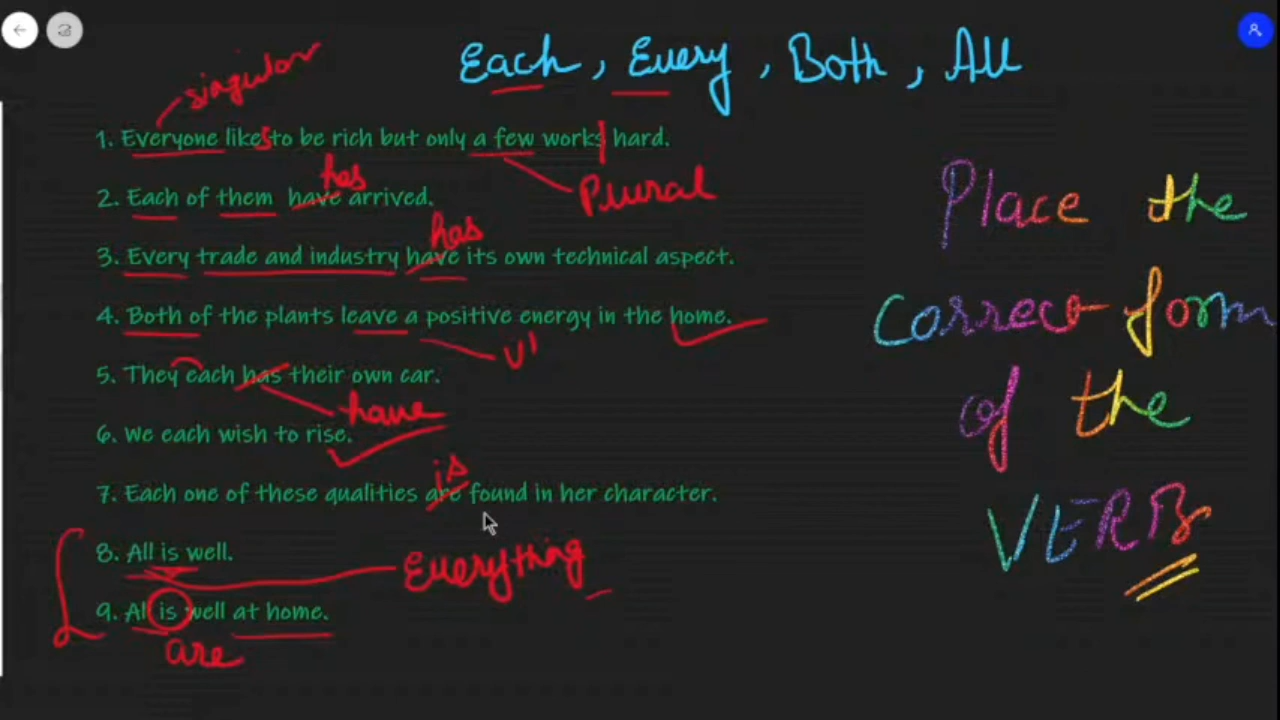 Each, Every, Both, All
singular
1. Everyone likes to be rich but only a few works hard.
has
Plural
2. Each of them have arrived.
has
3. Every trade and industry have its own technical aspect.
4. Both of the plants leave a positive energy in the home.
V1
5. They each has their own car.
have
6. We each wish to rise.
is
7. Each one of these qualities are found in her character.
8. All is well.
Everything
9. All is well at home.
are
Place the
correct form
of the
VERB